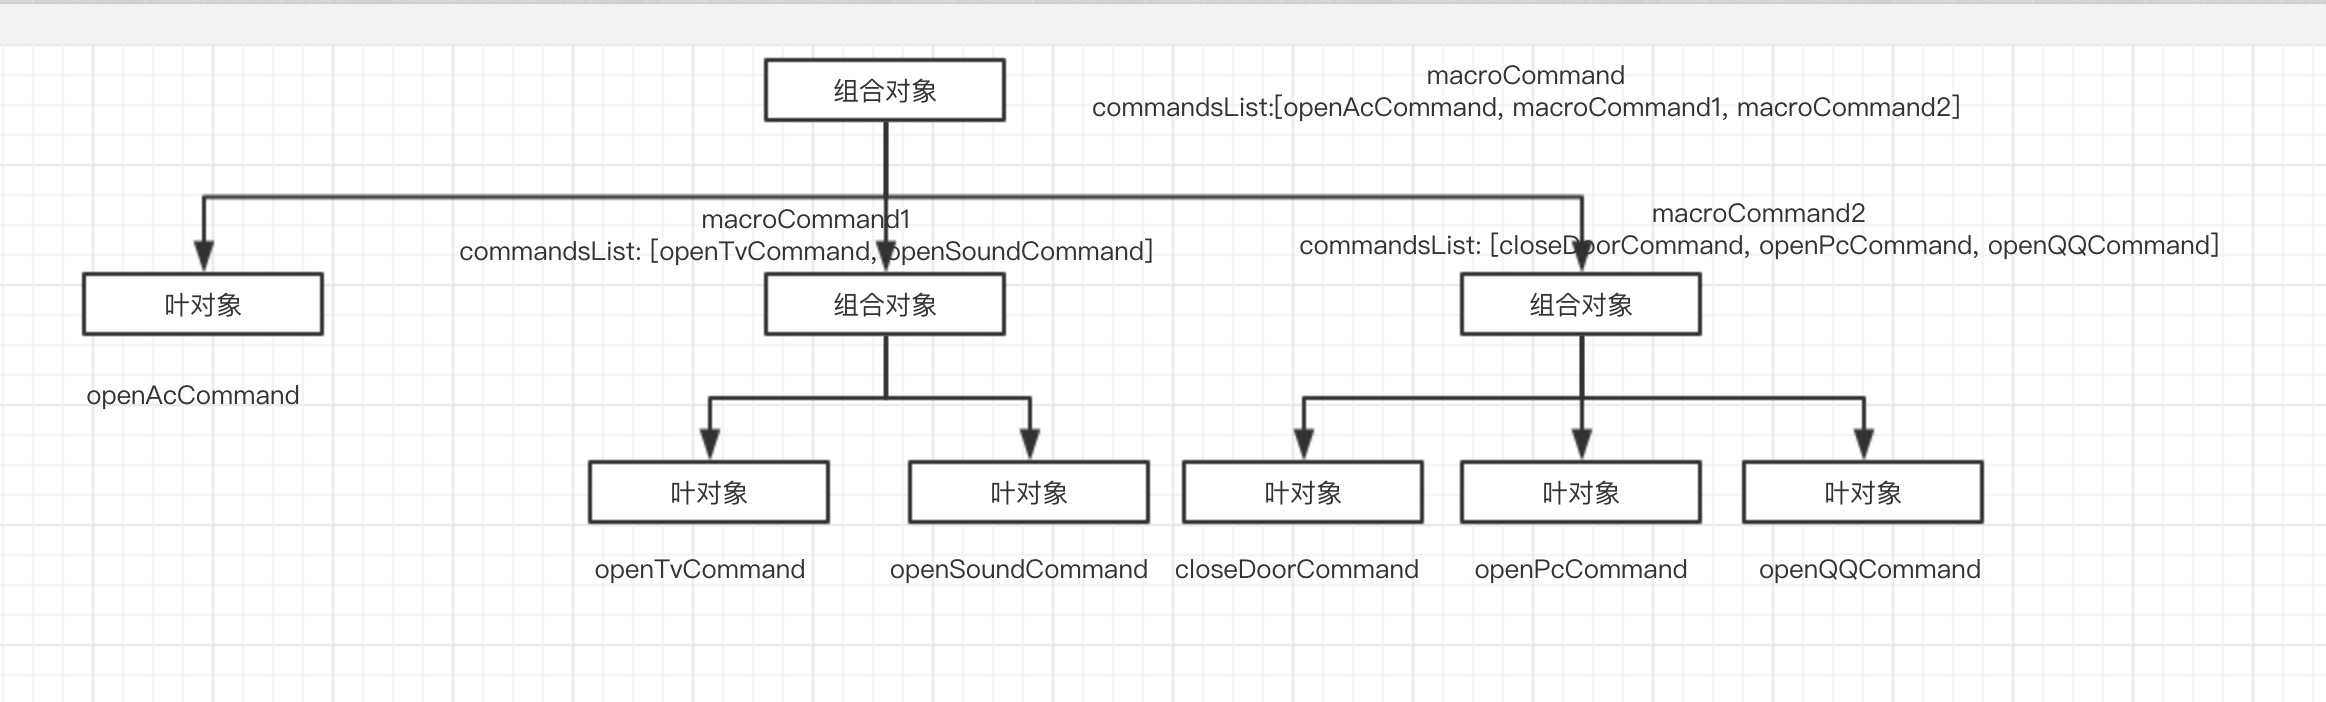 组合对象
macroCommand
commandsList:[openAcCommand, macroCommand1, macroCommand2]
macroCommand1
commandsList: [openTvCommand, openSoundCommand]
macroCommand2
commandsList: [closeDoorCommand, openPcCommand, openQQCommand]
叶对象
组合对象
组合对象
openAcCommand
叶对象
叶对象
叶对象
叶对象
叶对象
openTvCommand
openSoundCommand
closeDoorCommand
openPcCommand
openQQCommand